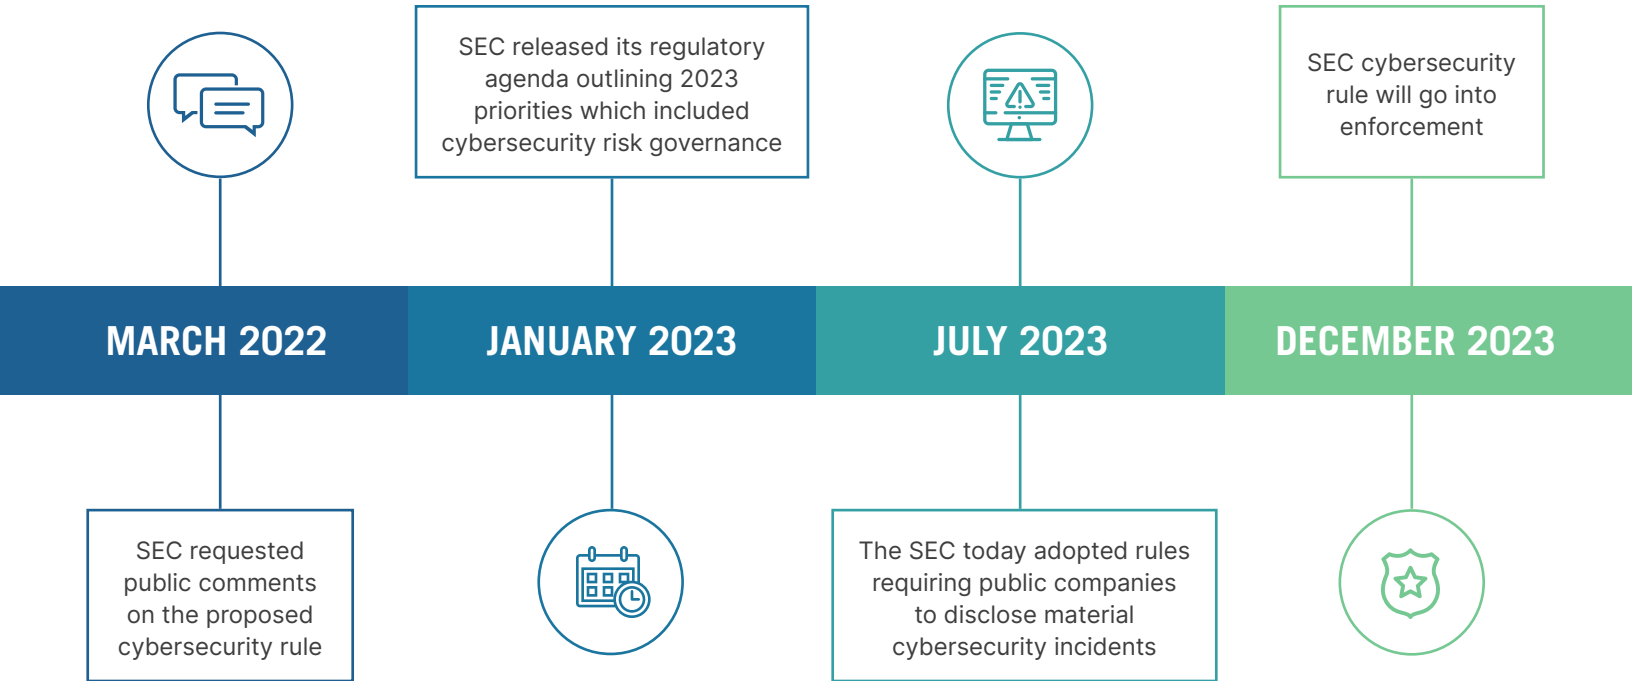 SEC released its regulatory
agenda outlining 2023
priorities which included
cybersecurity risk governance
SEC cybersecurity
rule will go into
enforcement
MARCH 2022
JANUARY 2023
JULY 2023
DECEMBER 2023
SEC requested
public comments
on the proposed
cybersecurity rule
The SEC today adopted rules
requiring public companies
to disclose material
cybersecurity incidents